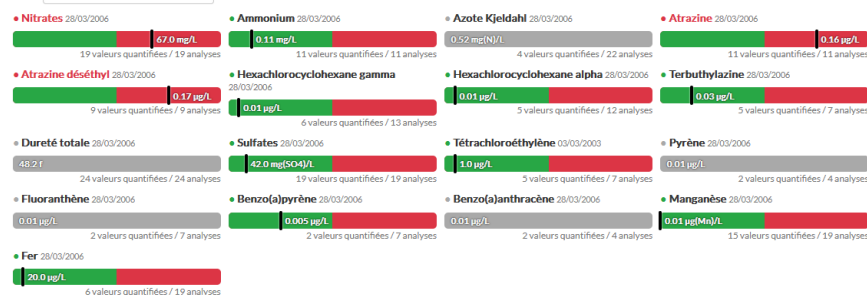 Nitrates 28/03/2006
67.0 mg/L
19 valeurs quantifiées / 19 analyses
Ammonium 28/03/2006
0.11 mg/L
11 valeurs quantifiées / 11 analyses
Azote Kjeldahl 28/03/2006
0.52 mg(N)/L
4 valeurs quantifiées / 22 analyses
Atrazine 28/03/2006
0.16 µg/L
11 valeurs quantifiées / 11 analyses
Atrazine déséthyl 28/03/2006
0.17 µg/L
9 valeurs quantifiées / 9 analyses
Hexachlorocyclohexane gamma
28/03/2006
0.01 µg/L
6 valeurs quantifiées / 13 analyses
Hexachlorocyclohexane alpha 28/03/2006
0.01 µg/L
5 valeurs quantifiées / 12 analyses
Terbuthylazine 28/03/2006
0.03 µg/L
5 valeurs quantifiées / 7 analyses
Dureté totale 28/03/2006
48.2 f
24 valeurs quantifiées / 24 analyses
Sulfates 28/03/2006
42.0 mg(SO4)/L
19 valeurs quantifiées / 19 analyses
Tétrachloroéthylène 03/03/2003
1.0 µg/L
5 valeurs quantifiées / 7 analyses
Pyrène 28/03/2006
0.01 µg/L
2 valeurs quantifiées / 4 analyses
Fluoranthène 28/03/2006
0.01 µg/L
2 valeurs quantifiées / 7 analyses
Benzo(a)pyrène 28/03/2006
0.005 µg/L
2 valeurs quantifiées / 7 analyses
Benzo(a)anthracène 28/03/2006
0.01 µg/L
2 valeurs quantifiées / 4 analyses
Manganèse 28/03/2006
0.01 µg(Mn)/L
15 valeurs quantifiées / 19 analyses
Fer 28/03/2006
20.0 µg/L
6 valeurs quantifiées / 19 analyses